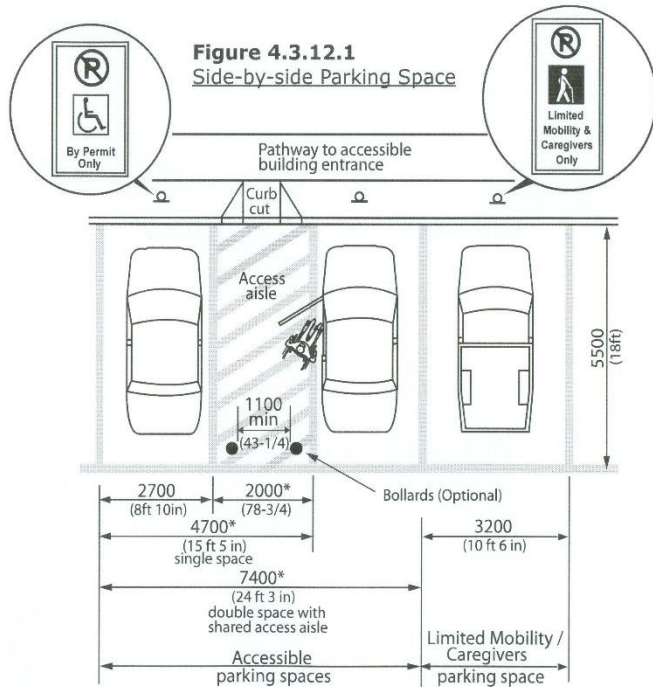 Figure 4.3.12.1
Side-by-side Parking Space
By Permit
Only
Limited
Mobility &
Caregivers
Only
Pathway to accessible
building entrance
Curb
cut
Access
aisle
5500
(18ft)
1100
min
(43-1/4)
Bollards (Optional)
2700
(8ft 10in)
2000*
(78-3/4)
4700*
(15 ft 5 in)
single space
3200
(10 ft 6 in)
7400*
(24 ft 3 in)
double space with
shared access aisle
Accessible
parking spaces
Limited Mobility /
Caregivers
parking space